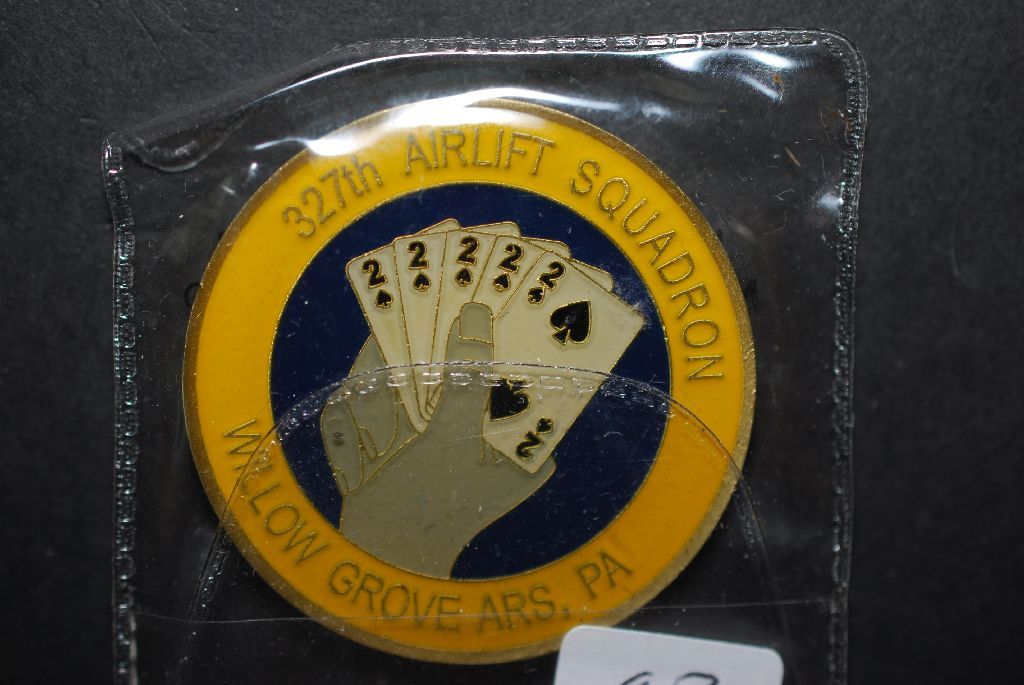 327th AIRLIFT SQUADRON
2 2 2 2 2
2
WILLOW GROVE ARS, PA